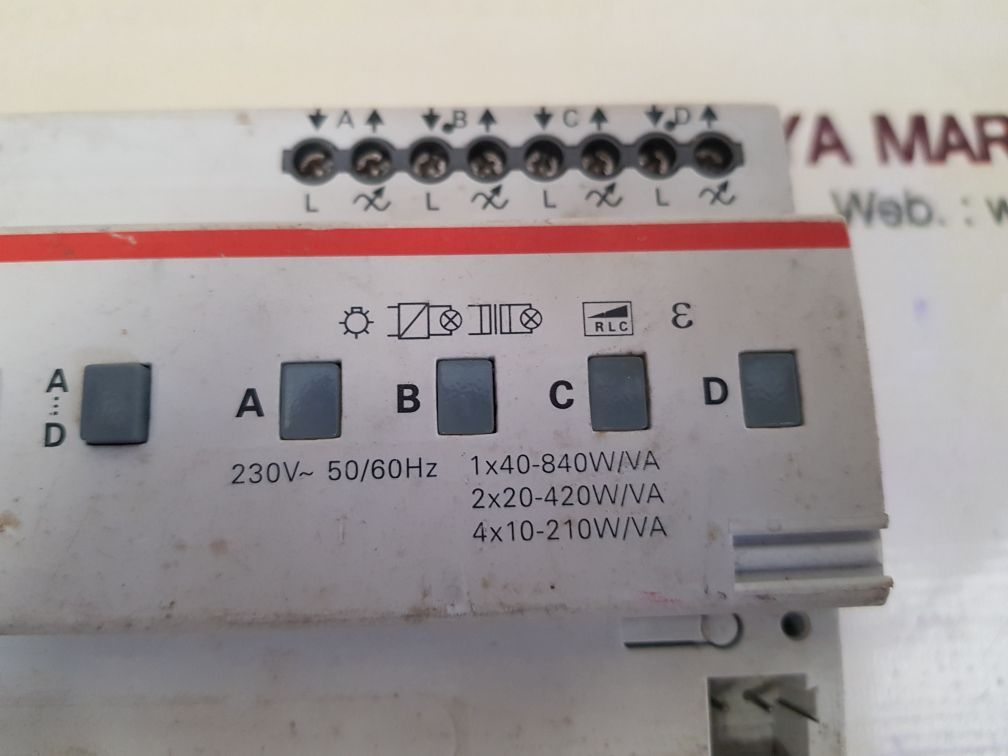 A B C D
YA MAR
L L L L
Web. : w
RLC ε
A
D
A B C D
230V~ 50/60Hz
1x40-840W/VA
2x20-420W/VA
4x10-210W/VA